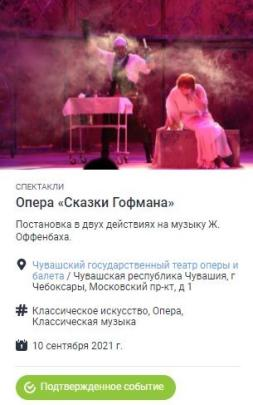 СПЕКТАКЛИ
Опера «Сказки Гофмана»
Постановка в двух действиях на музыку Ж.
Оффенбаха.
Чувашский государственный театр оперы и
балета / Чувашская республика Чувашия, г
Чебоксары, Московский пр-кт, д 1
Классическое искусство, Опера,
Классическая музыка
10 сентября 2021 г.
Подтвержденное событие